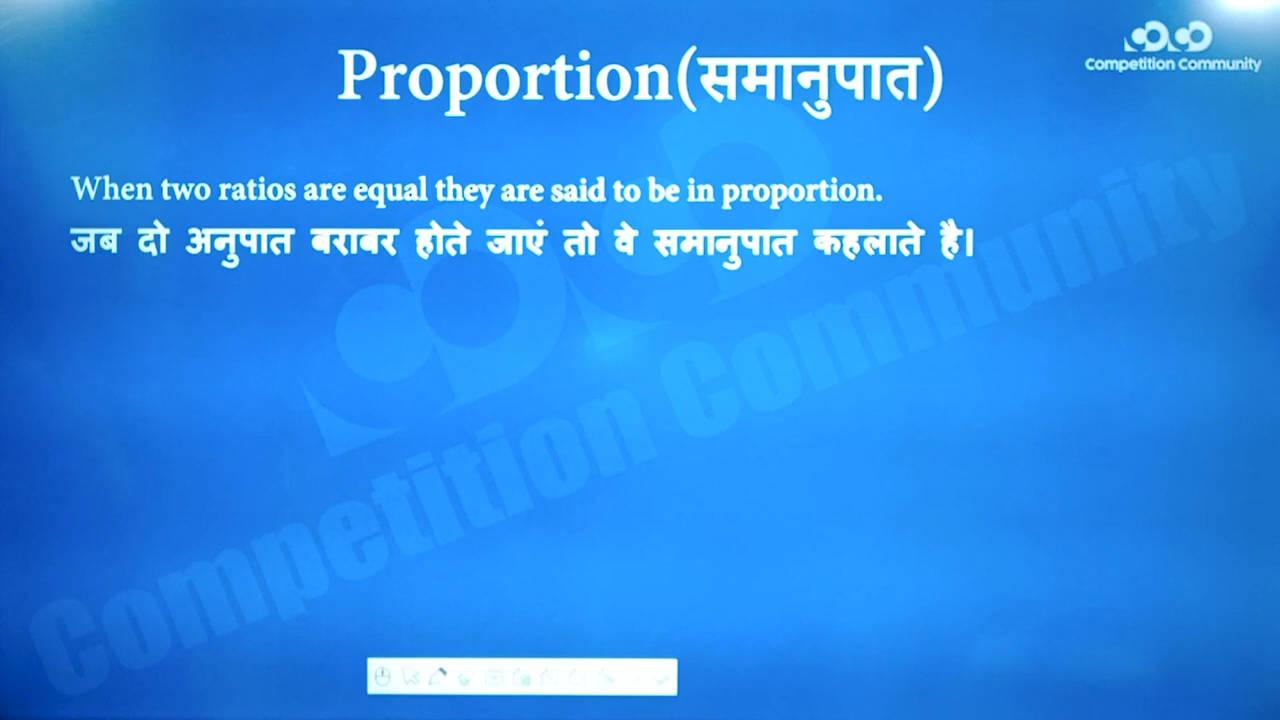 Proportion(समानुपात)
Competition Community
When two ratios are equal they are said to be in proportion.
जब दो अनुपात बराबर होते जाएं तो वे समानुपात कहलाते है।
Competition Community